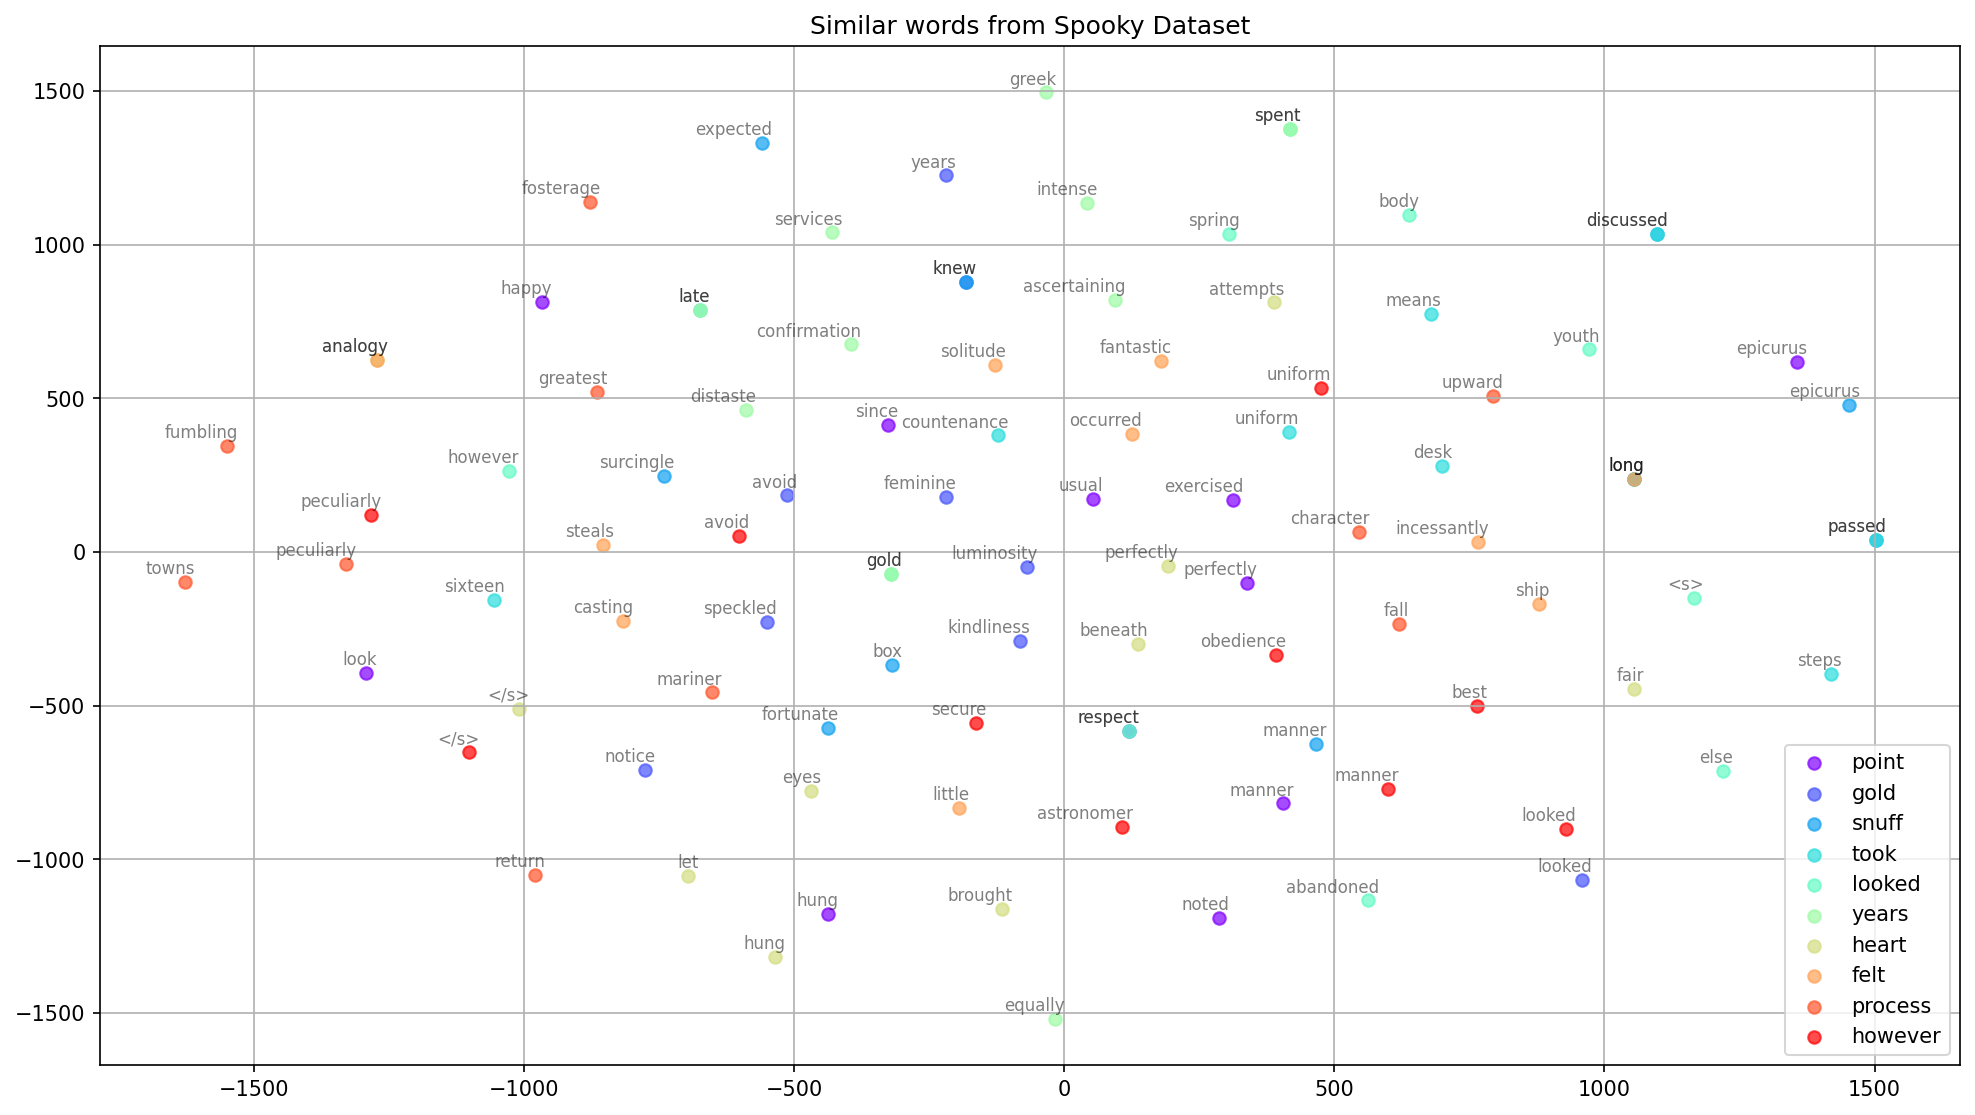 Similar words from Spooky Dataset
greek
spent
expected
years
fosterage
intense
body
services
spring
discussed
knew
happy
late
ascertaining
attempts
means
confirmation
youth
analogy
solitude
fantastic
epicurus
greatest
uniform
upward
distaste
epicurus
since
countenance
occurred
uniform
fumbling
however
surcingle
desk
long
avoid
feminine
usual
exercised
peculiarly
avoid
character
incessantly
passed
steals
peculiarly
gold
luminosity
perfectly
perfectly
towns
sixteen
<s>
ship
casting
speckled
fall
kindliness
beneath
obedience
box
look
steps
mariner
fair
</s>
best
fortunate
secure
respect
manner
</s>
notice
else
eyes
little
manner
manner
astronomer
looked
return
let
looked
hung
brought
noted
abandoned
hung
equally
1500
1000
500
0
−500
−1000
−1500
−1500
−1000
−500
0
500
1000
1500
point
gold
snuff
took
looked
years
heart
felt
process
however